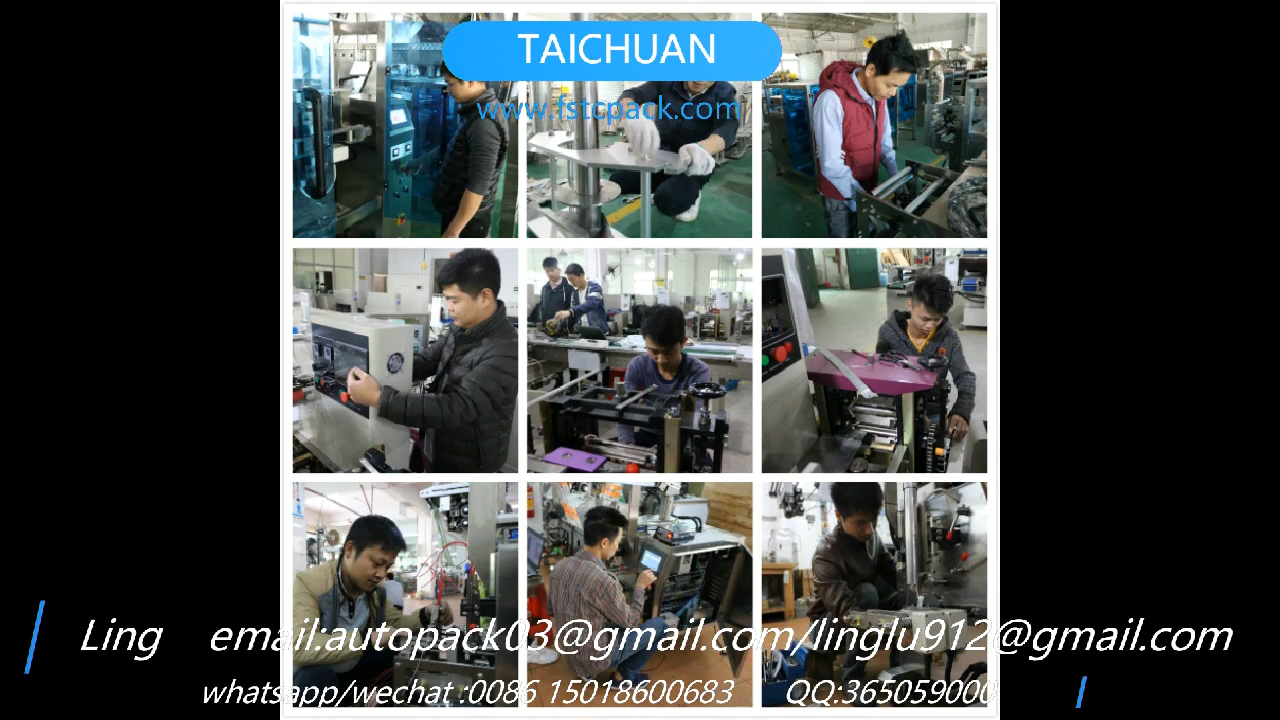 TAICHUAN
www.fstcpack.com
Ling email:autopack03@gmail.com/linglu912@gmail.com
whatsapp/wechat :0086 15018600683 QQ:365059000